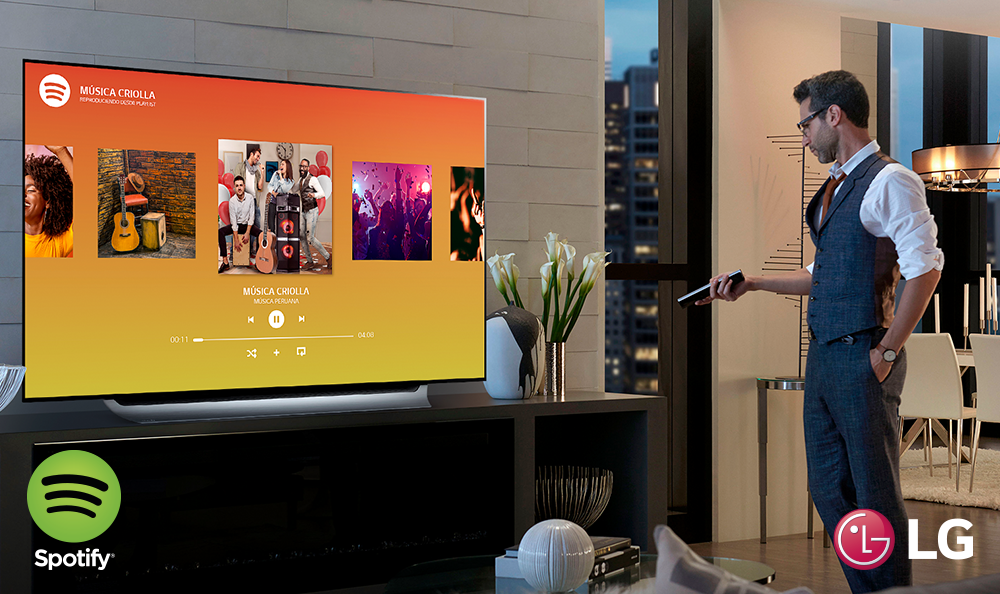 MÚSICA CRIOLLA
REPRODUCIENDO DESDE PLAYLIST
MÚSICA CRIOLLA
MÚSICA PERUANA
00:11
04:00
Spotify®
LG